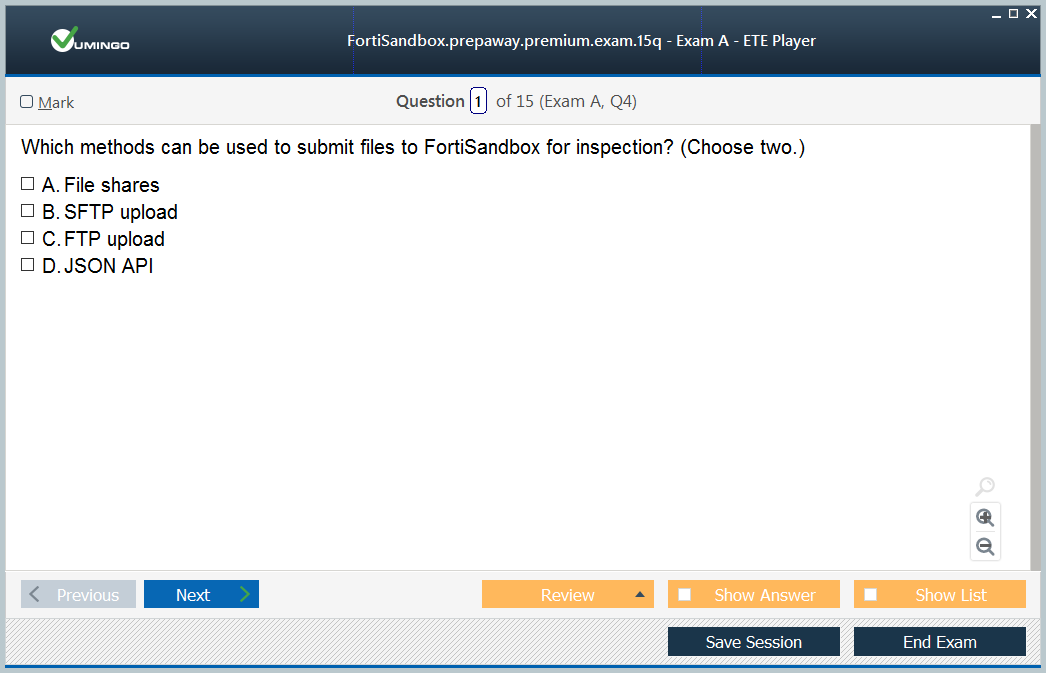 VUMINGO
FortiSandbox.prepaway.premium.exam.15q - Exam A - ETE Player
Mark
Question 1 of 15 (Exam A, Q4)
Which methods can be used to submit files to FortiSandbox for inspection? (Choose two.)
A. File shares
B. SFTP upload
C. FTP upload
D. JSON API
Previous
Next
Review
Show Answer
Show List
Save Session
End Exam